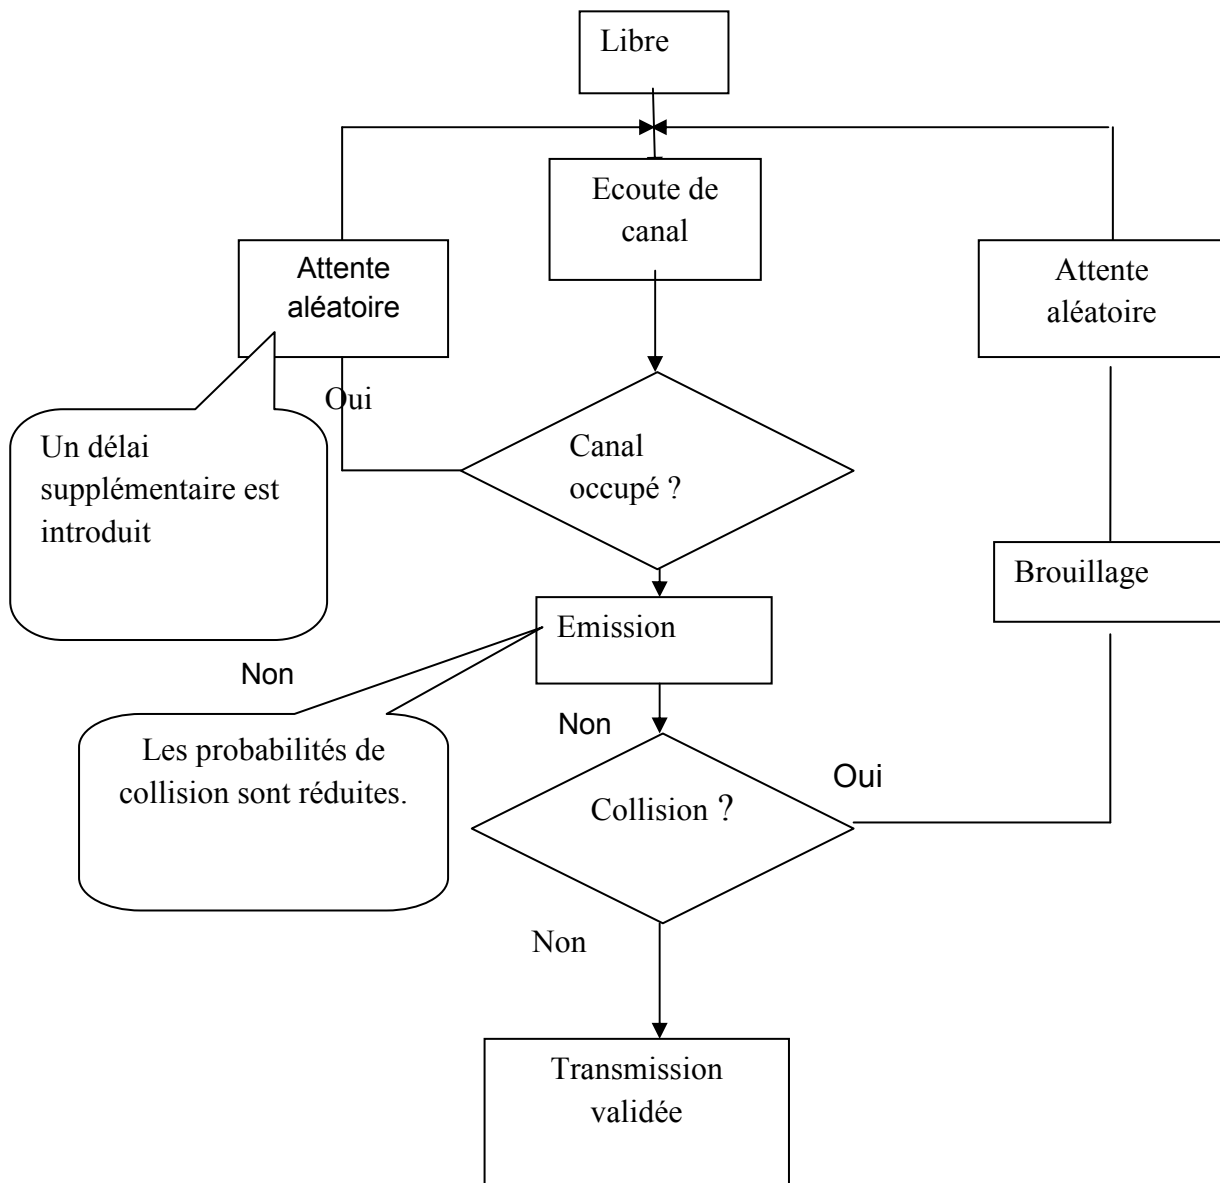 Libre
Ecoute de
canal
Attente
aléatoire
Attente
aléatoire
Oui
Un délai
supplémentaire est
introduit
Canal
occupé ?
Brouillage
Emission
Non
Non
Les probabilités de
collision sont réduites.
Oui
Collision ?
Non
Transmission
validée